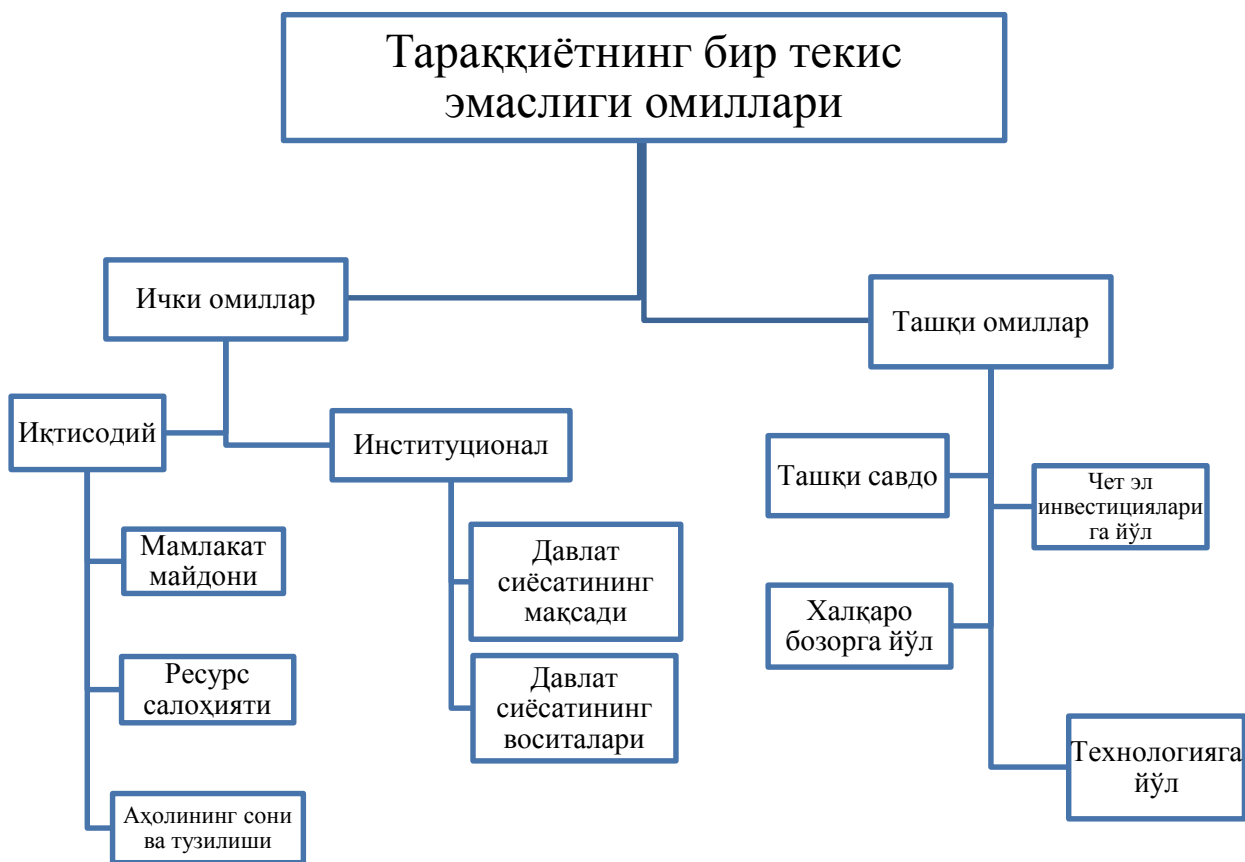 Тараққиётнинг бир текис
эмаслиги омиллари
Ички омиллар
Ташқи омиллар
Иқтисодий
Институционал
Мамлакат
майдони
Ресурс
салоҳияти
Аҳолининг сони
ва тузилиши
Давлат
сиёсатининг
мақсади
Давлат
сиёсатининг
воситалари
Ташқи савдо
Чет эл
инвестициялари
га йўл
Халқаро
бозорга йўл
Технологияга
йўл